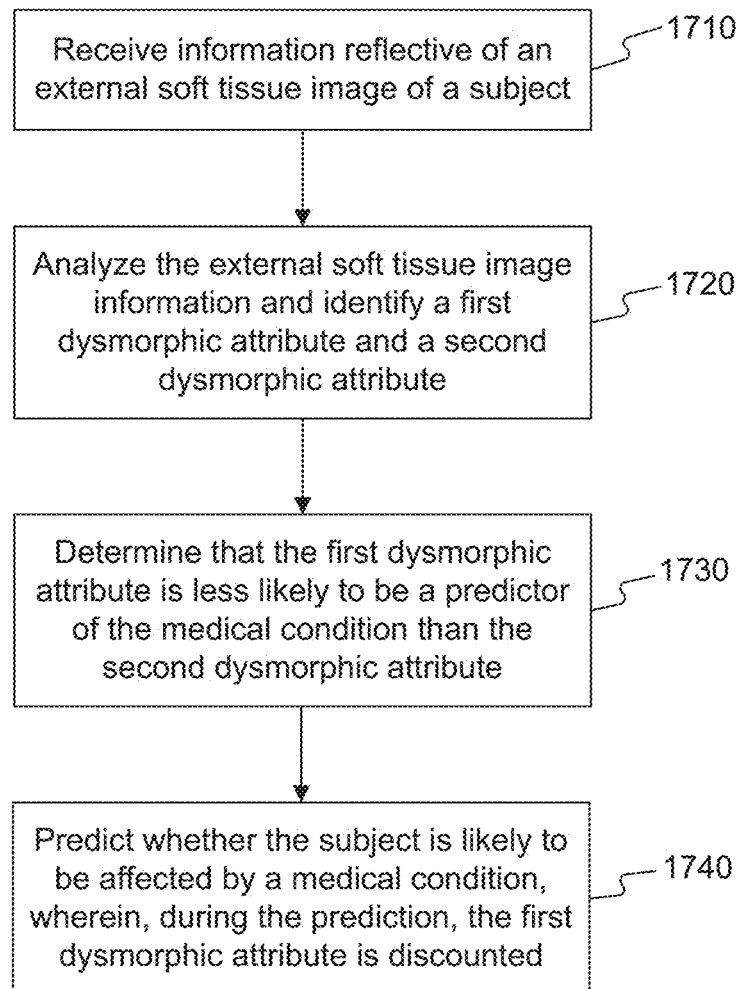 Receive information reflective of an
external soft tissue image of a subject
1710
Analyze the external soft tissue image
information and identify a first
dysmorphic attribute and a second
dysmorphic attribute
1720
Determine that the first dysmorphic
attribute is less likely to be a predictor
of the medical condition than the
second dysmorphic attribute
1730
Predict whether the subject is likely to
be affected by a medical condition,
wherein, during the prediction, the first
dysmorphic attribute is discounted
1740